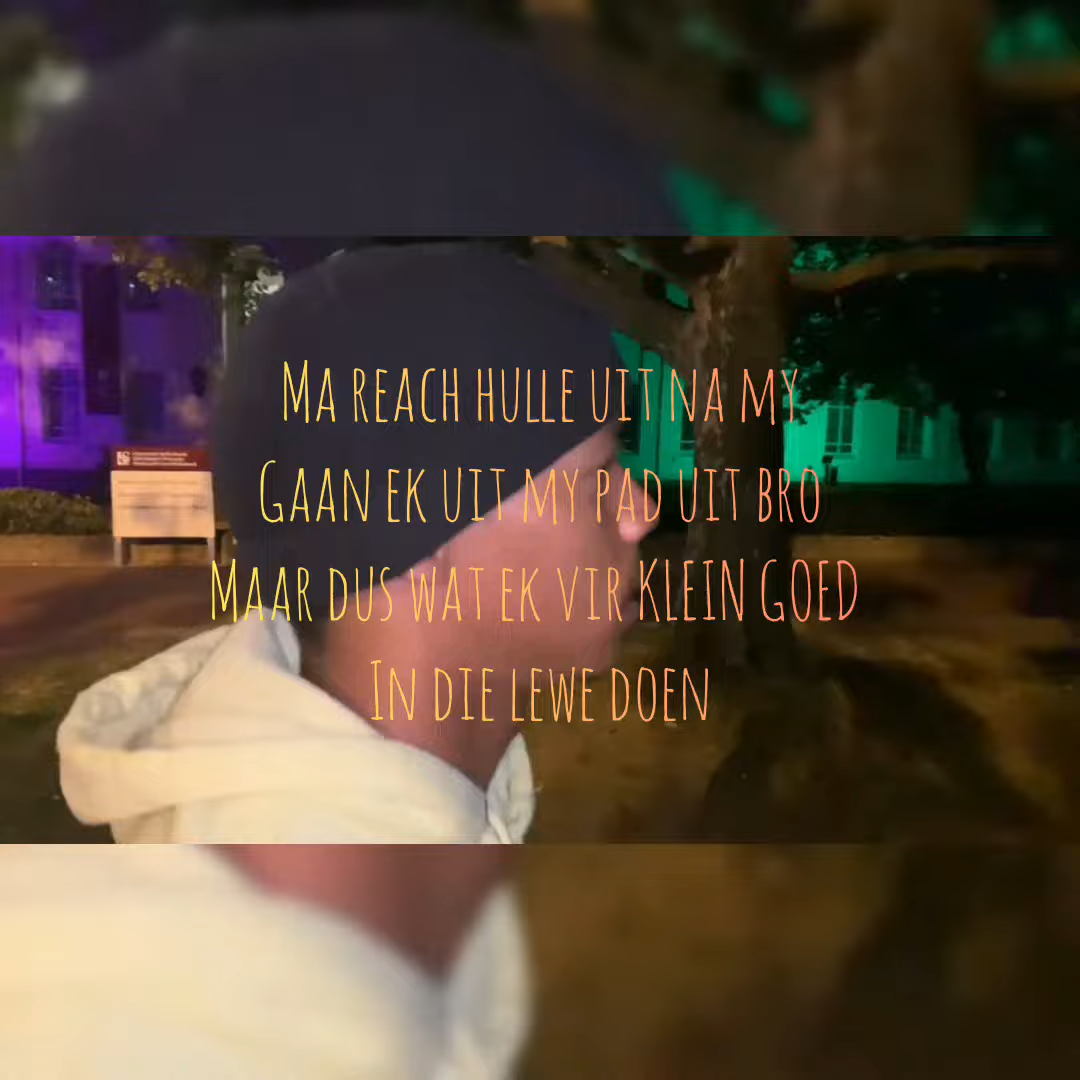 Ma reach hulle uit na my
Gaan ek uit my pad uit bro
Maar dus wat ek vir KLEIN GOED
In die lewe doen